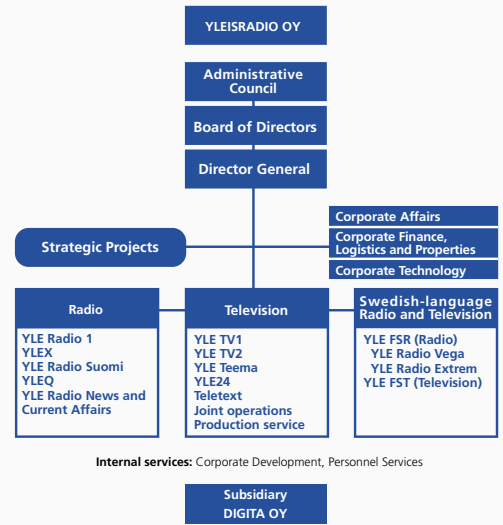 YLEISRADIO OY
Administrative
Council
Board of Directors
Director General
Strategic Projects
Corporate Affairs
Corporate Finance,
Logistics and Properties
Corporate Technology
Radio
YLE Radio 1
YLEX
YLE Radio Suomi
YLEQ
YLE Radio News and
Current Affairs
Television
YLE TV1
YLE TV2
YLE Teema
YLE24
Teletext
Joint operations
Production service
Swedish-language
Radio and Television
YLE FSR (Radio)
YLE Radio Vega
YLE Radio Extrem
YLE FST (Television)
Internal services: Corporate Development, Personnel Services
Subsidiary
DIGITA OY